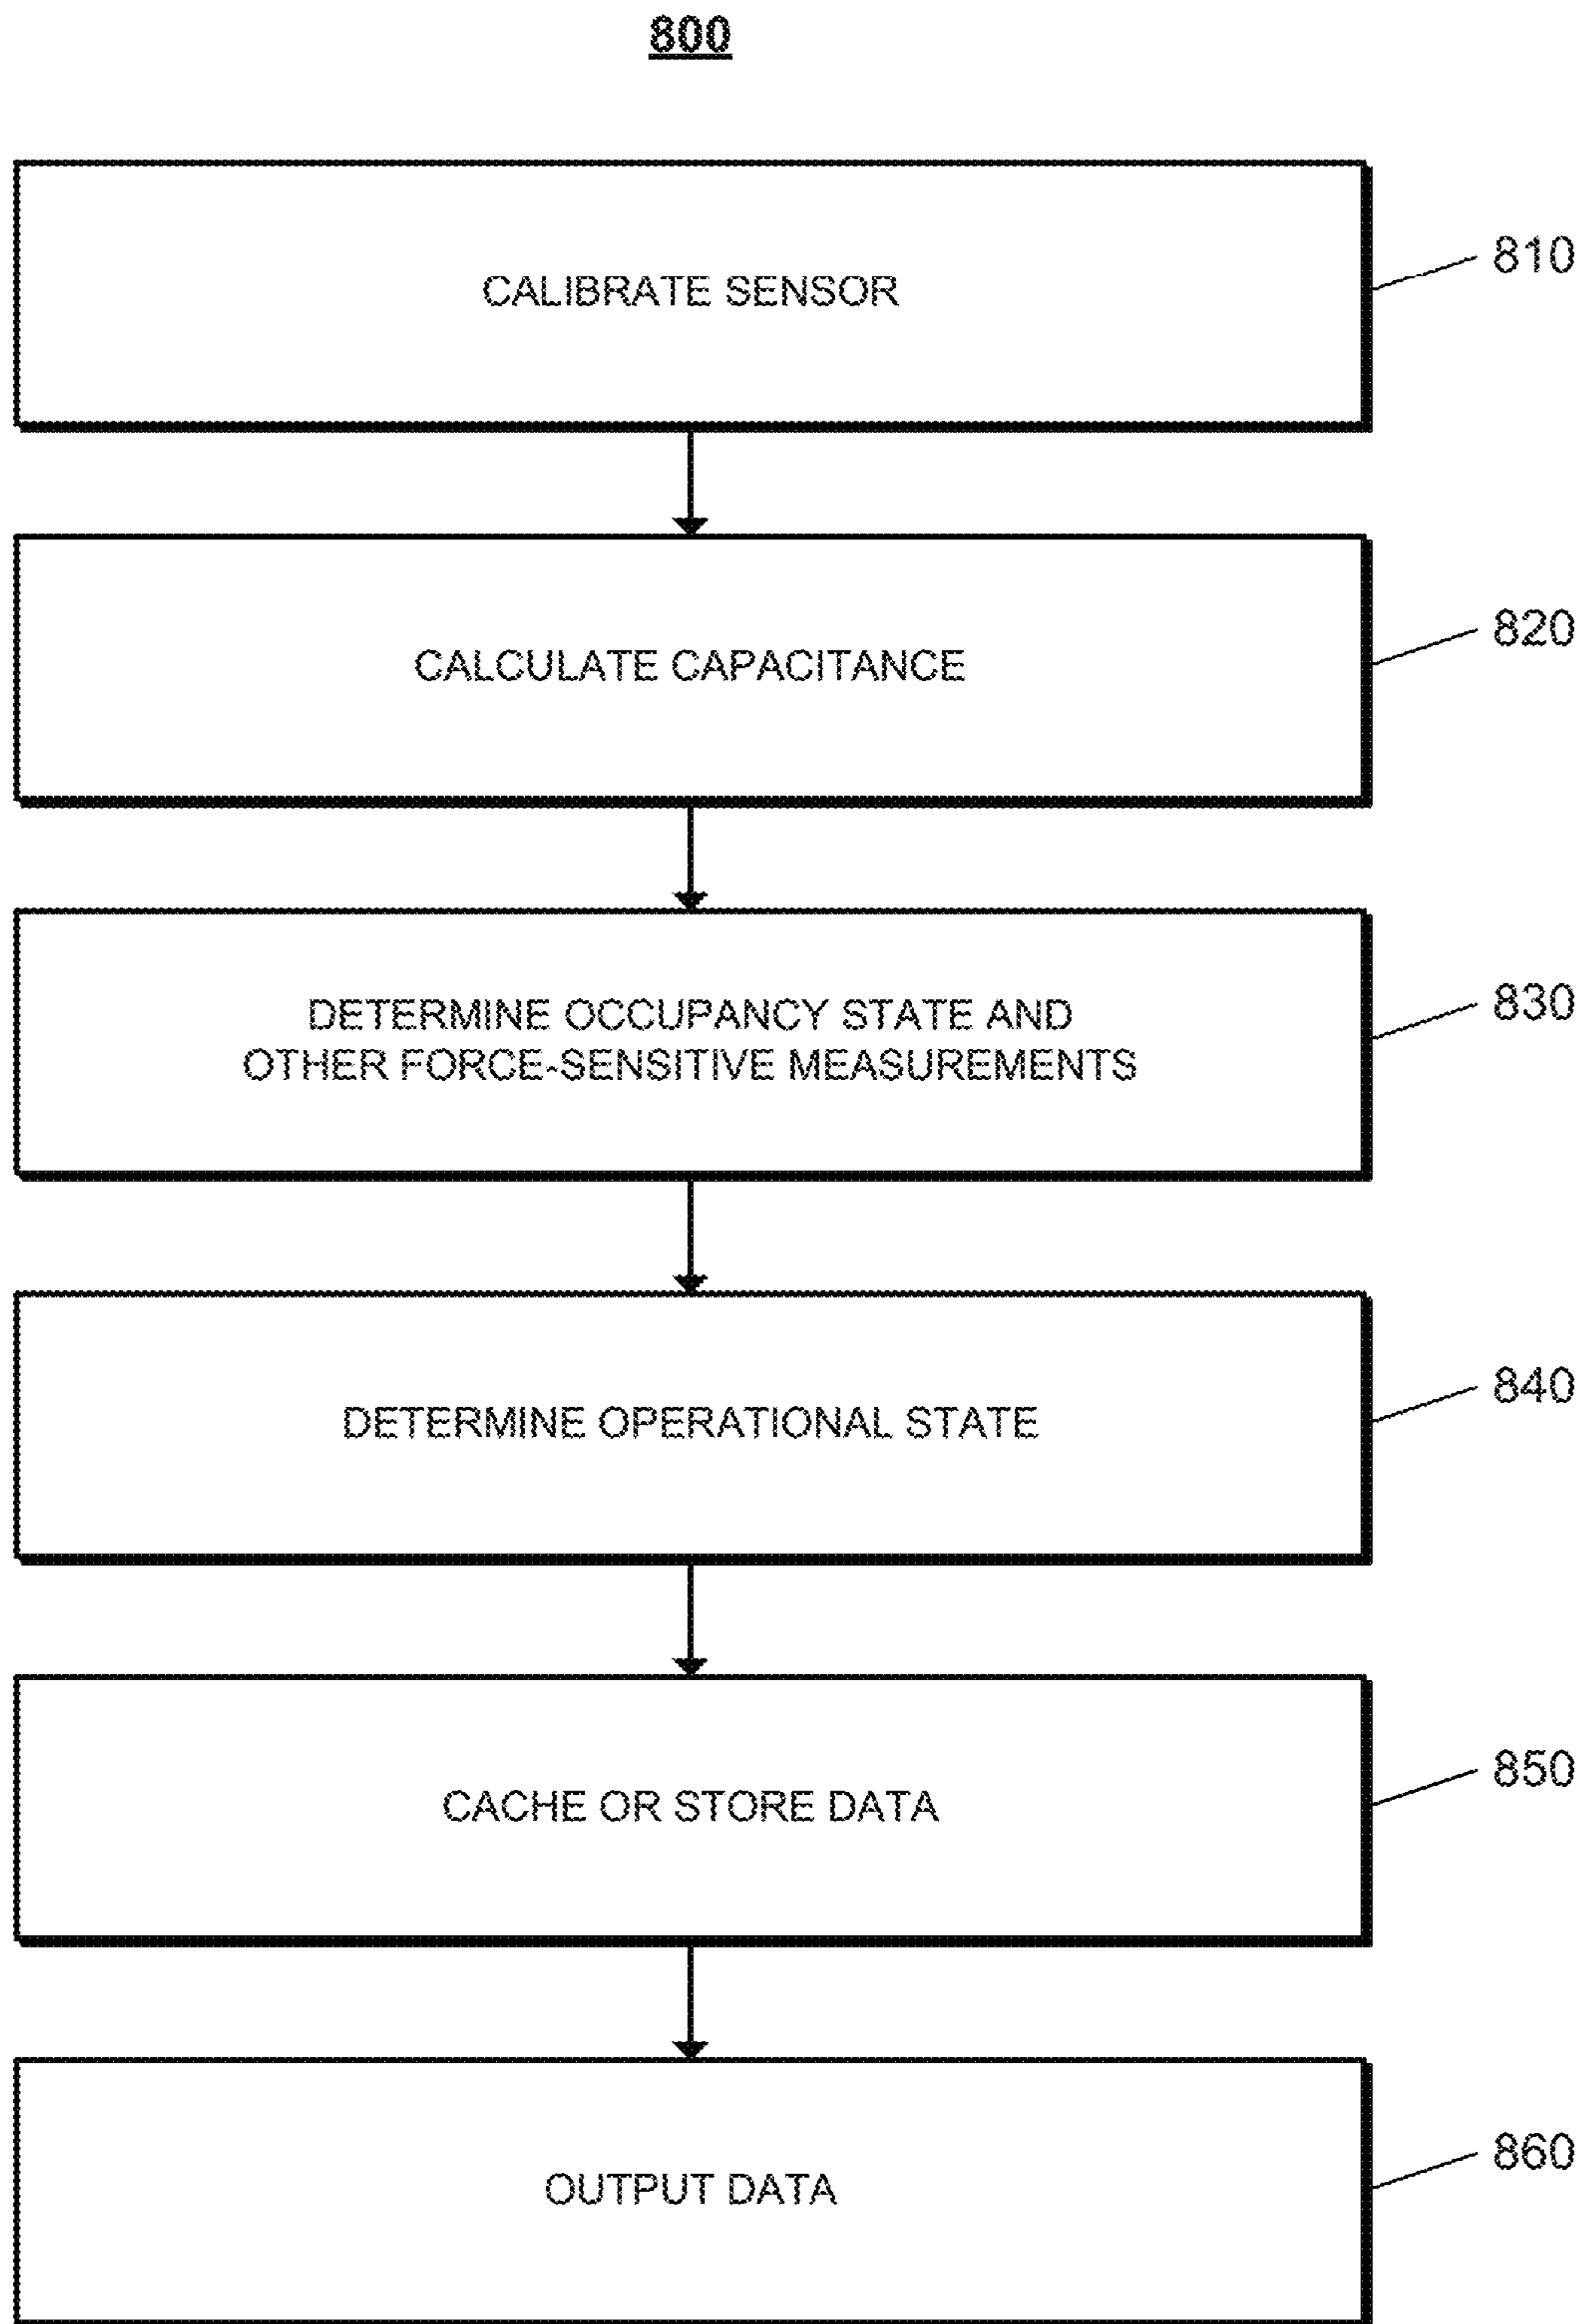 800
CALIBRATE SENSOR
810
CALCULATE CAPACITANCE
820
DETERMINE OCCUPANCY STATE AND
OTHER FORCE-SENSITIVE MEASUREMENTS
830
DETERMINE OPERATIONAL STATE
840
CACHE OR STORE DATA
850
OUTPUT DATA
860